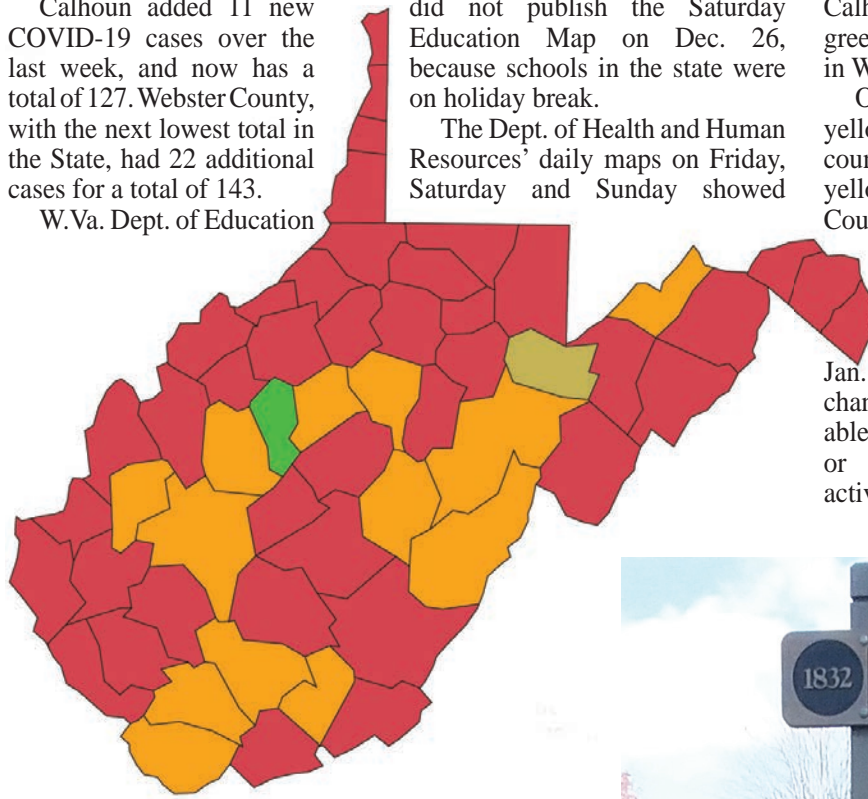 Calhoun added 11 new
COVID-19 cases over the
last week, and now has a
total of 127. Webster County,
with the next lowest total in
the State, had 22 additional
cases for a total of 143.
W.Va. Dept. of Education
did not publish the Saturday
Education Map on Dec. 26,
because schools in the state were
on holiday break.
The Dept. of Health and Human
Resources’ daily maps on Friday,
Saturday and Sunday showed
Calh
gree
in W
O
yello
coun
yello
Cou
Jan.
chan
able
or
activ
1832